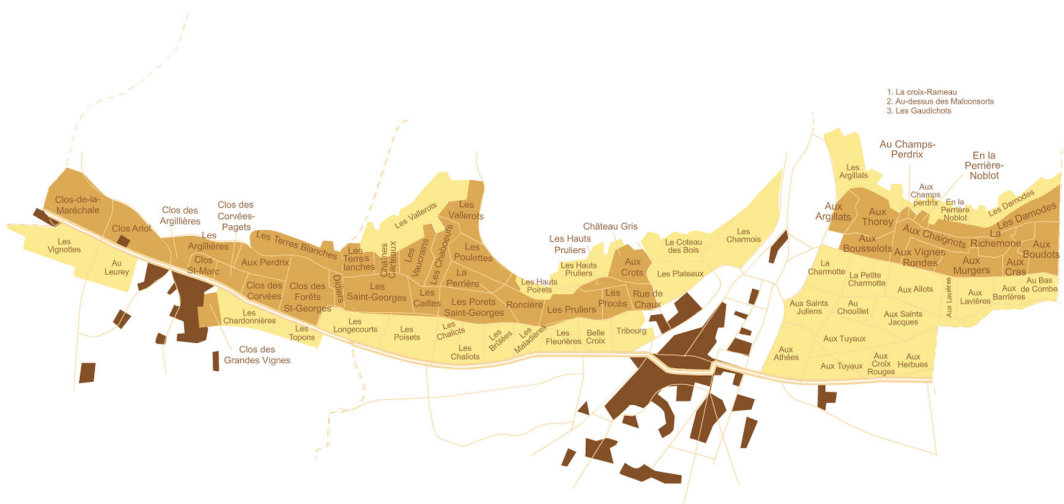 1. La croix-Rameau
2. Au-dessus des Malconsorts
3. Les Gaudichots
Au Champs-
Perdrix
En la
Perrière-
Noblot
Les
Argillats
Aux
Champs
perdrix
En la
Perrière
Noblot
Les Damodes
Les Damodes
Clos-de-la-
Maréchale
Clos Arlot
Clos des
Argillières
Clos des
Corvées-
Pagets
Les
Argillières
Clos
St-Marc
Les Terres Blanches
Aux Perdrix
Clos des
Corvées
Clos des
Forêts
St-Georges
Didiers
Les
Terres
lanches
Chaînes
Carteaux
Les Vallerots
Les
Vallerots
Les
Vaucrains
Les Chaboeufs
Les
Poulettes
La
Perrière
Les
Saint-Georges
Les
Cailles
Les Porets
Saint-Georges
Les Hauts
Poirets
Roncière
Les Hauts
Pruliers
Les Hauts
Pruliers
Château Gris
Les Pruliers
Aux
Crots
Les
Procès
Rue de
Chaux
Le Coteau
des Bois
Les Plateaux
Les
Charmois
Les
Vignottes
Au
Leurey
Les
Chardonnières
Clos des
Grandes Vignes
Les
Topons
Les
Longecourts
Les
Poisets
Les
Challots
Les
Challots
Les
Brûlées
Les
Maladières
Les
Fleurières
Belle
Croix
Tribourg
Aux
Argillats
Aux
Thorey
Aux
Bousselots
Aux Chaignots
Aux Vignes
Rondes
La
Richemone
Aux
Murgers
Aux
Cras
Aux
Boudots
La
Charmotte
La Petite
Charmotte
Aux Allots
Aux Lavières
Aux
Lavières
Aux
Barrières
Au Bas
de Combe
Aux Saints
Juliens
Au
Chouillet
Aux Saints
Jacques
Aux
Athées
Aux Tuyaux
Aux Tuyaux
Aux
Croix
Rouges
Aux
Herbues